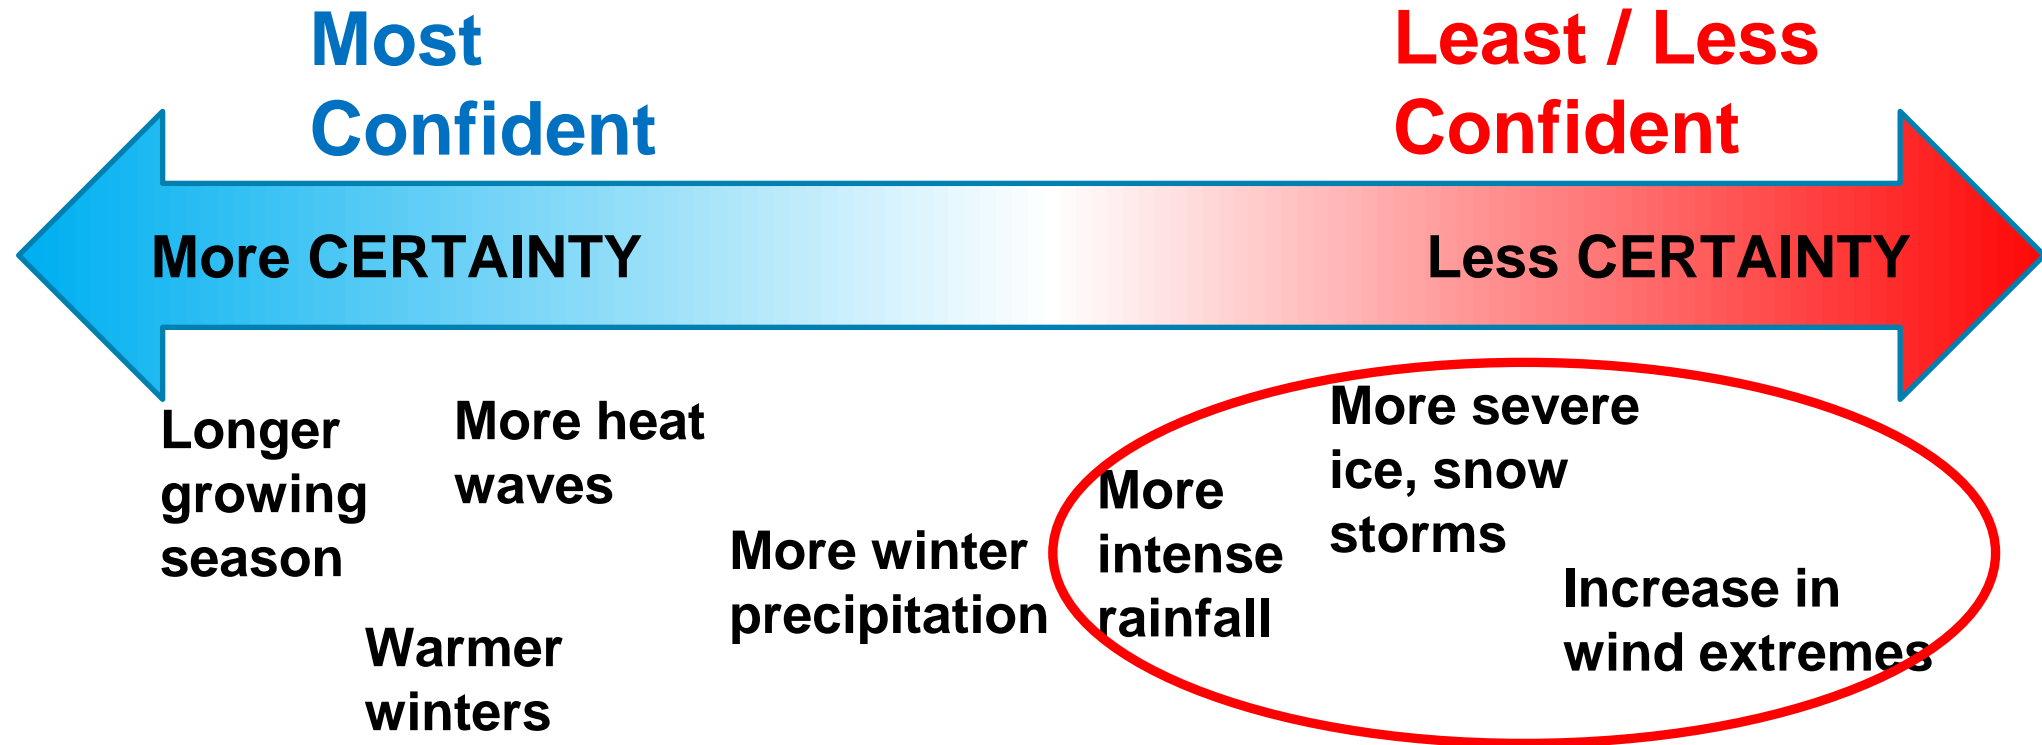 Most
Confident
Least / Less
Confident
More CERTAINTY
Less CERTAINTY
Longer
growing
season
More heat
waves
Warmer
winters
More winter
precipitation
More
intense
rainfall
More severe
ice, snow
storms
Increase in
wind extremes